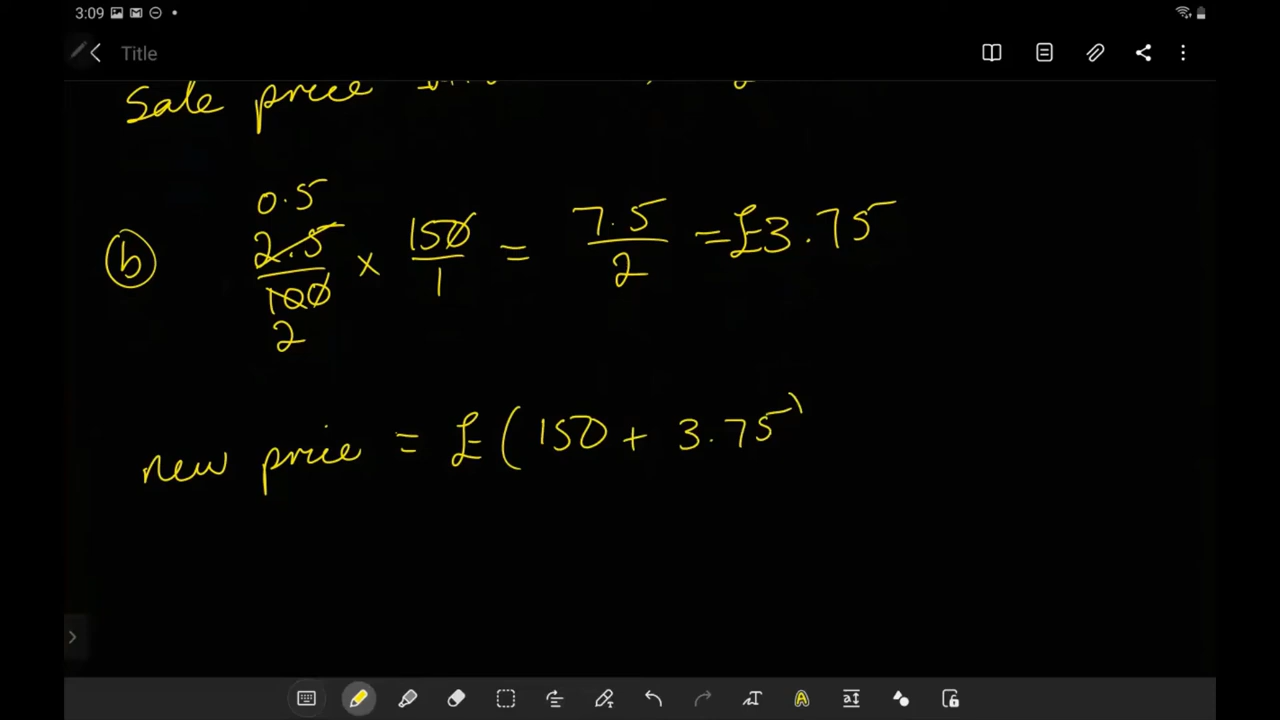 3:09
Title
Sale price
0.5
ⓑ 2.5/100 × 150/1 = 7.5/2 = £3.75
2
new price = £(150 + 3.75)